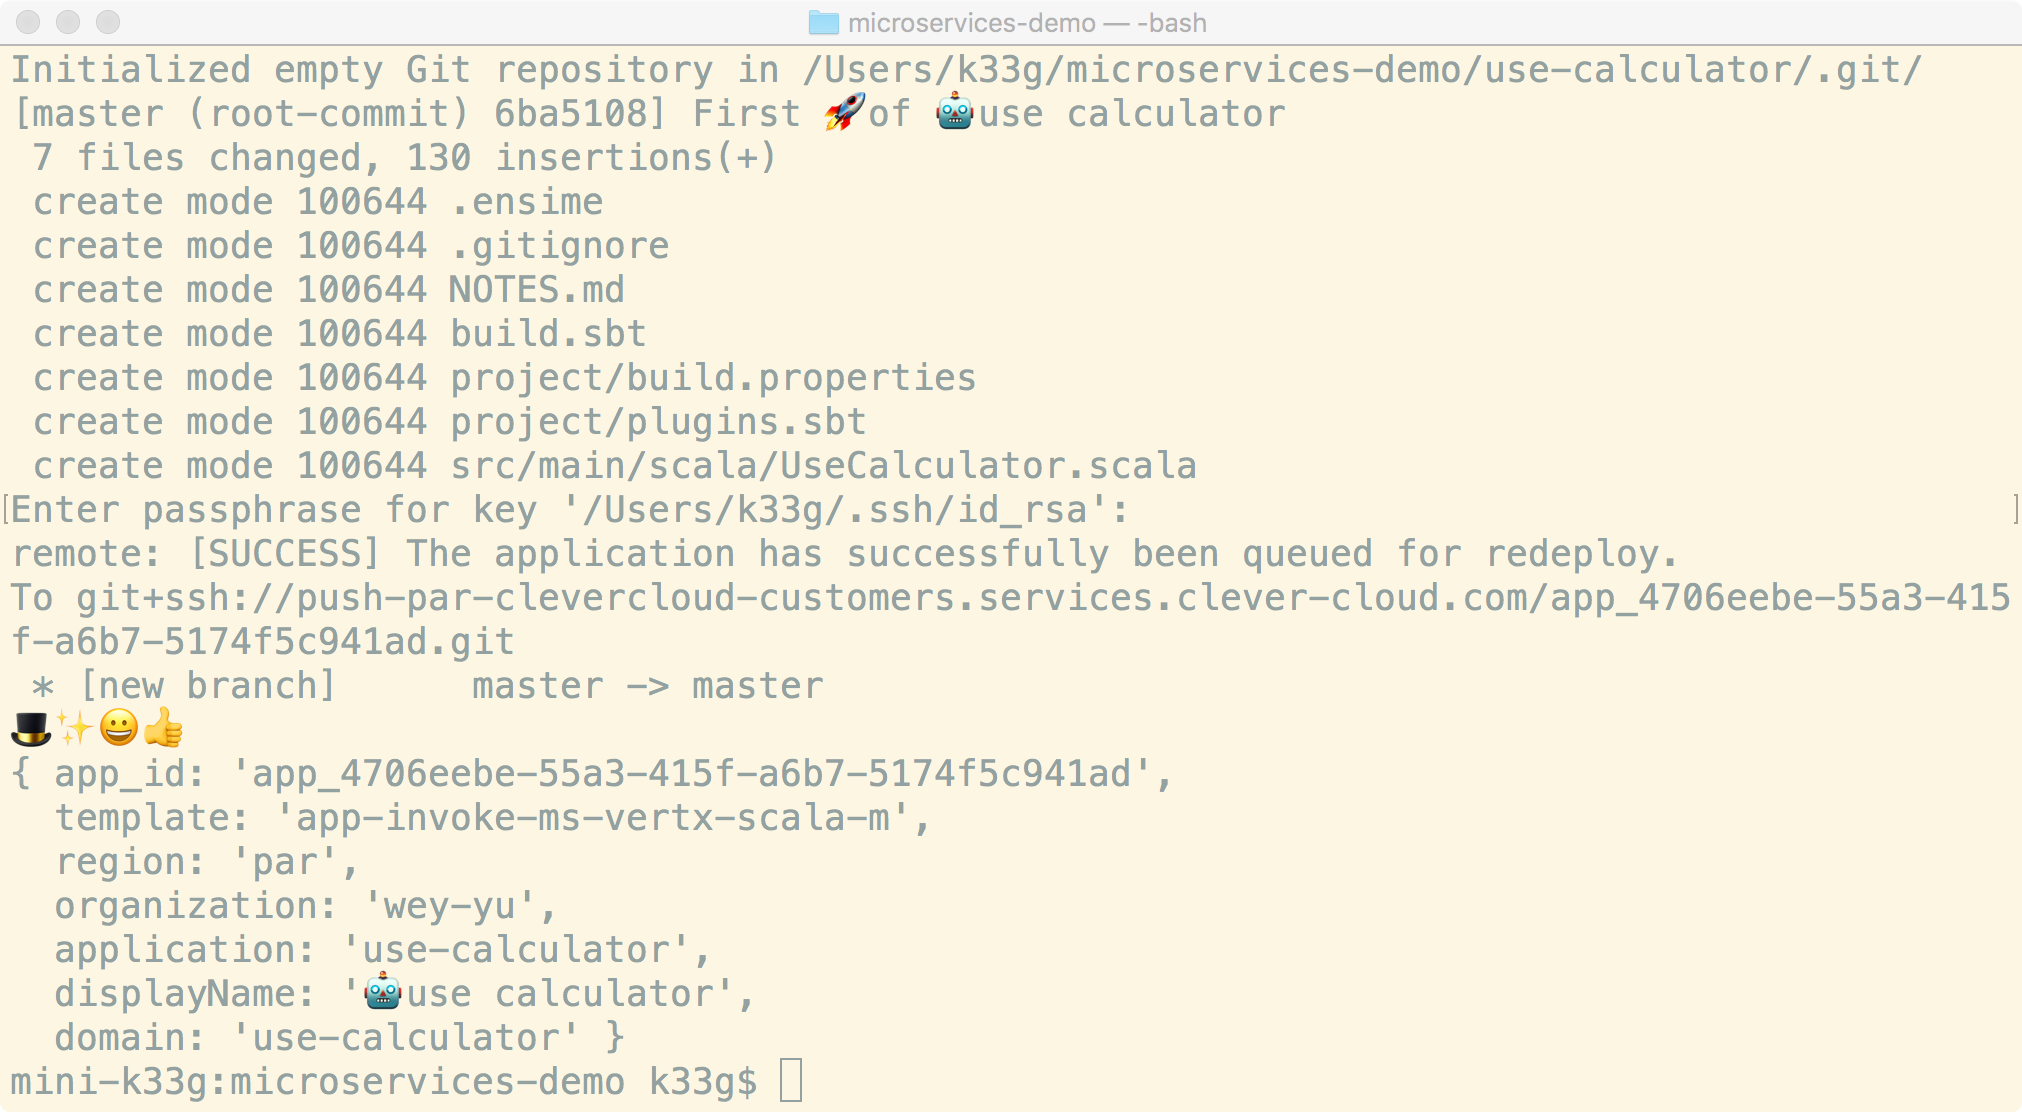 microservices-demo — -bash
Initialized empty Git repository in /Users/k33g/microservices-demo/use-calculator/.git/
[master (root-commit) 6ba5108] First 🚀of 🤖use calculator
 7 files changed, 130 insertions(+)
 create mode 100644 .ensime
 create mode 100644 .gitignore
 create mode 100644 NOTES.md
 create mode 100644 build.sbt
 create mode 100644 project/build.properties
 create mode 100644 project/plugins.sbt
 create mode 100644 src/main/scala/UseCalculator.scala
[Enter passphrase for key '/Users/k33g/.ssh/id_rsa': ]
remote: [SUCCESS] The application has successfully been queued for redeploy.
To git+ssh://push-par-clevercloud-customers.services.clever-cloud.com/app_4706eebe-55a3-415
f-a6b7-5174f5c941ad.git
 * [new branch]      master -> master
🎩✨😀👍
{ app_id: 'app_4706eebe-55a3-415f-a6b7-5174f5c941ad',
  template: 'app-invoke-ms-vertx-scala-m',
  region: 'par',
  organization: 'wey-yu',
  application: 'use-calculator',
  displayName: '🤖use calculator',
  domain: 'use-calculator' }
mini-k33g:microservices-demo k33g$